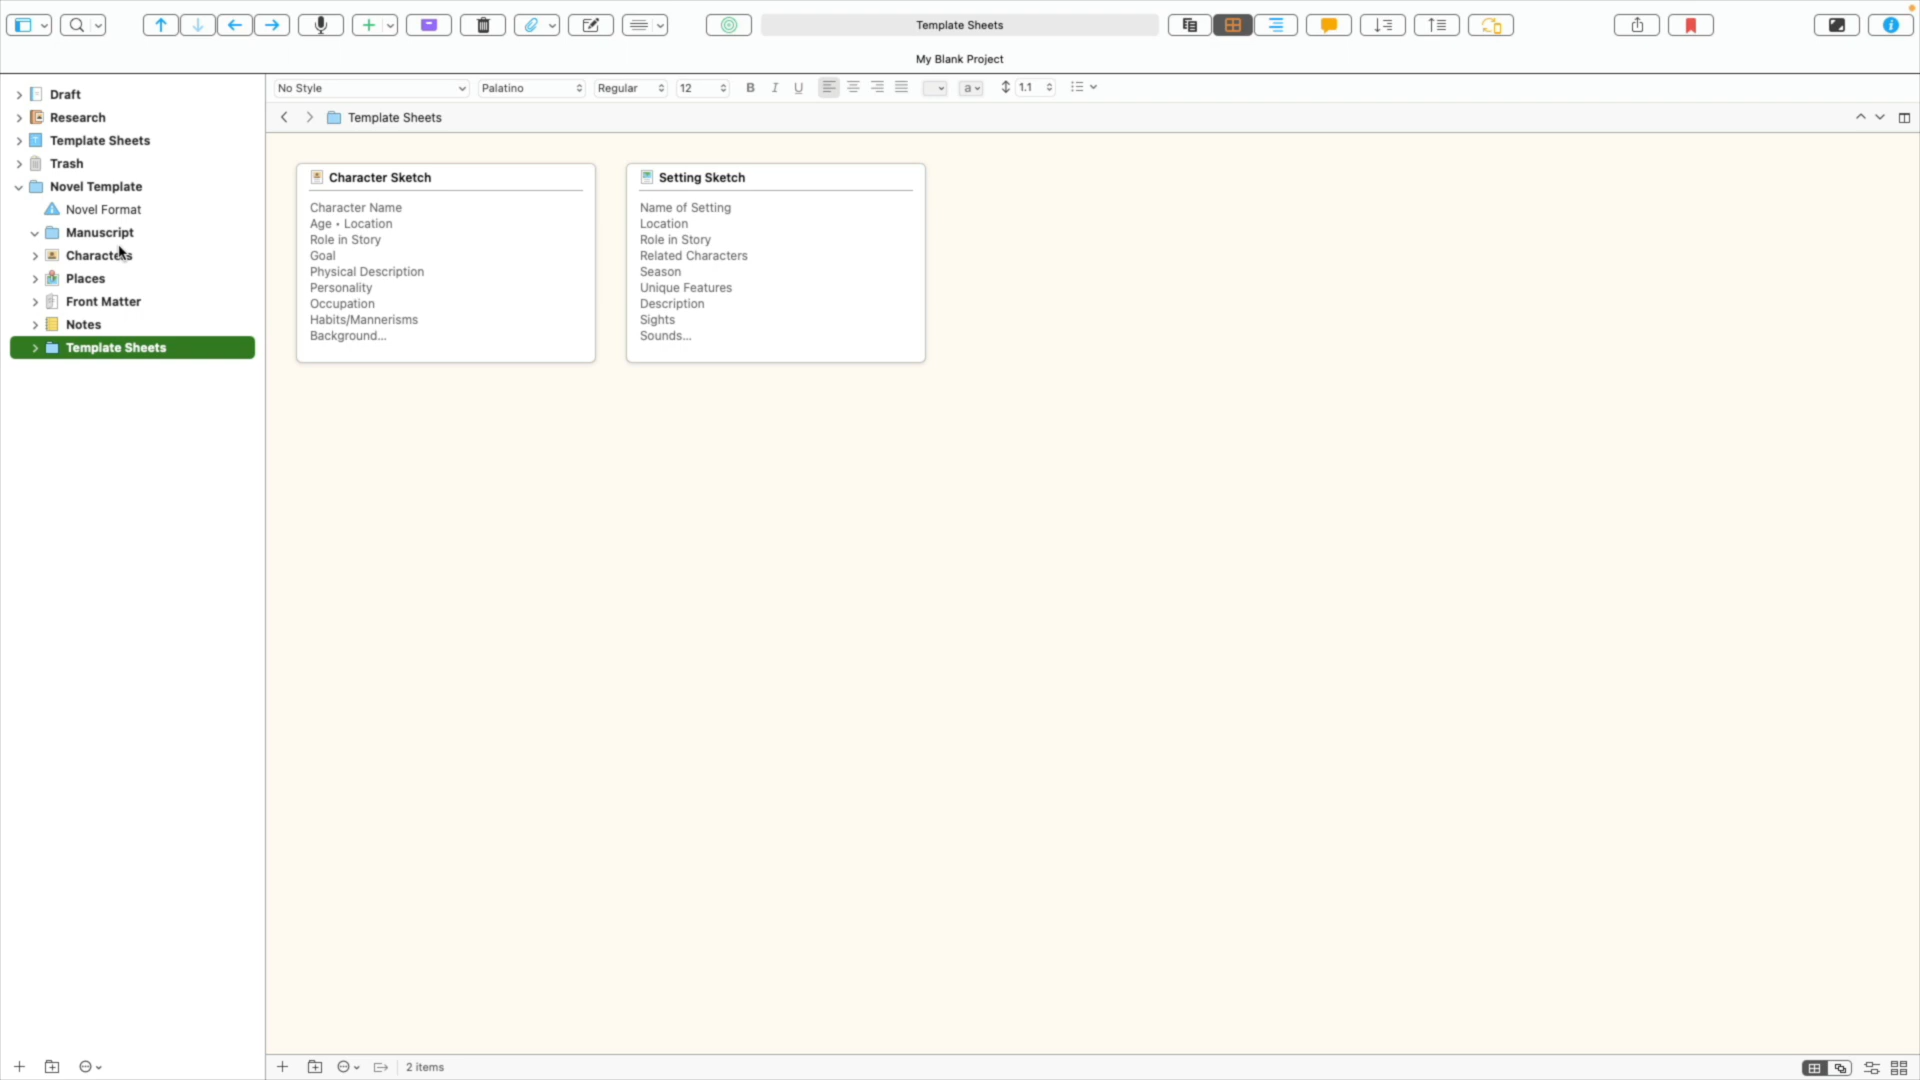 Template Sheets
My Blank Project
No Style
Palatino
Regular
12
B
I
U
a
1.1
Template Sheets
Draft
Research
Template Sheets
Trash
Novel Template
Novel Format
Manuscript
Characters
Places
Front Matter
Notes
Template Sheets
Character Sketch
Character Name
Age • Location
Role in Story
Goal
Physical Description
Personality
Occupation
Habits/Mannerisms
Background...
Setting Sketch
Name of Setting
Location
Role in Story
Related Characters
Season
Unique Features
Description
Sights
Sounds...
2 items